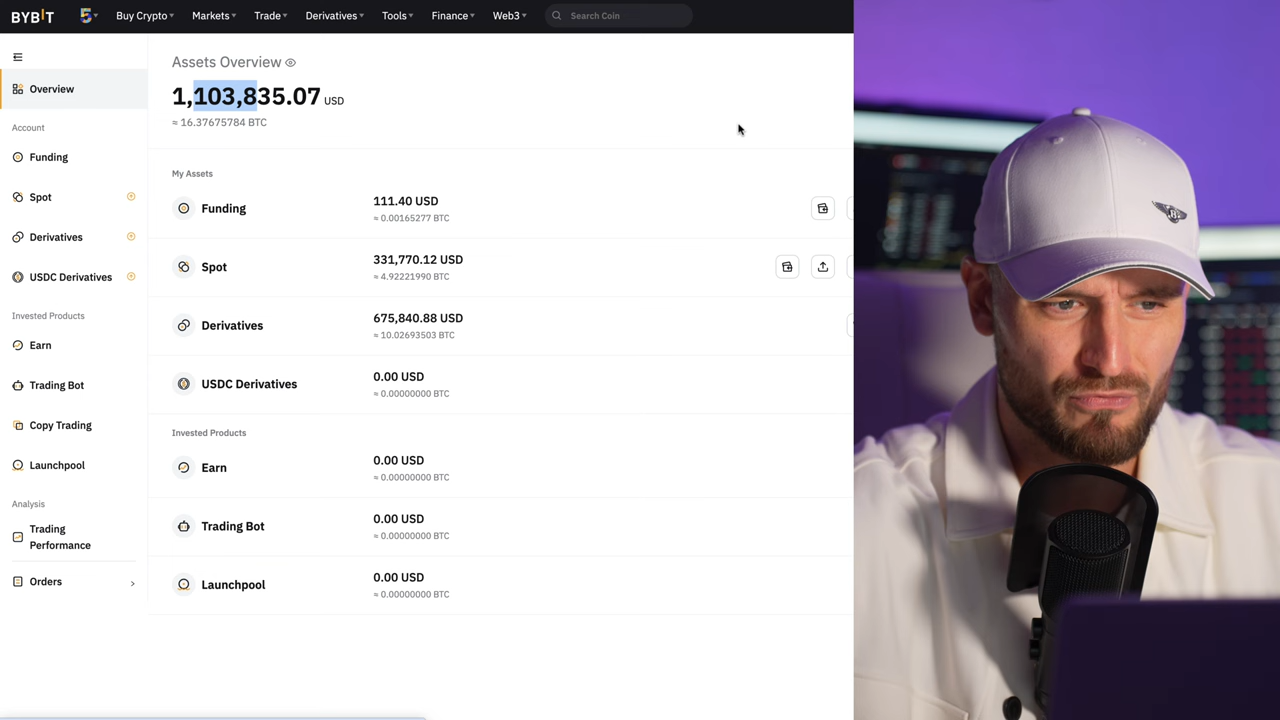 BYBIT
Buy Crypto Markets Trade Derivatives Tools Finance Web3 Search Coin
Overview
Account
Funding
Spot
Derivatives
USDC Derivatives
Invested Products
Earn
Trading Bot
Copy Trading
Launchpool
Analysis
Trading
Performance
Orders
Assets Overview
1,103,835.07 USD
≈ 16.37675784 BTC
My Assets
Funding
111.40 USD
≈ 0.00165277 BTC
Spot
331,770.12 USD
≈ 4.92221990 BTC
Derivatives
675,840.88 USD
≈ 10.02693503 BTC
USDC Derivatives
0.00 USD
≈ 0.00000000 BTC
Invested Products
Earn
0.00 USD
≈ 0.00000000 BTC
Trading Bot
0.00 USD
≈ 0.00000000 BTC
Launchpool
0.00 USD
≈ 0.00000000 BTC
B